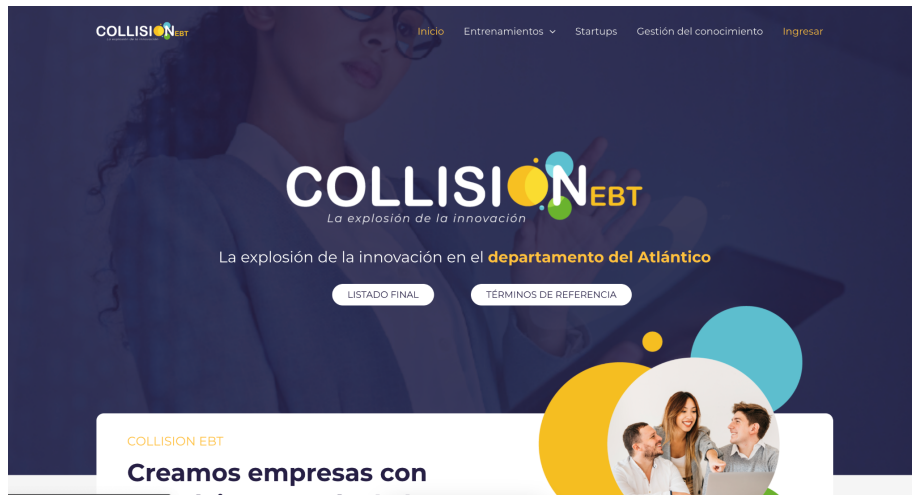 COLLISION EBT
Inicio
Entrenamientos
Startups
Gestión del conocimiento
Ingresar
COLLISION EBT
La explosión de la innovación
La explosión de la innovación en el departamento del Atlántico
LISTADO FINAL
TÉRMINOS DE REFERENCIA
COLLISION EBT
Creamos empresas con